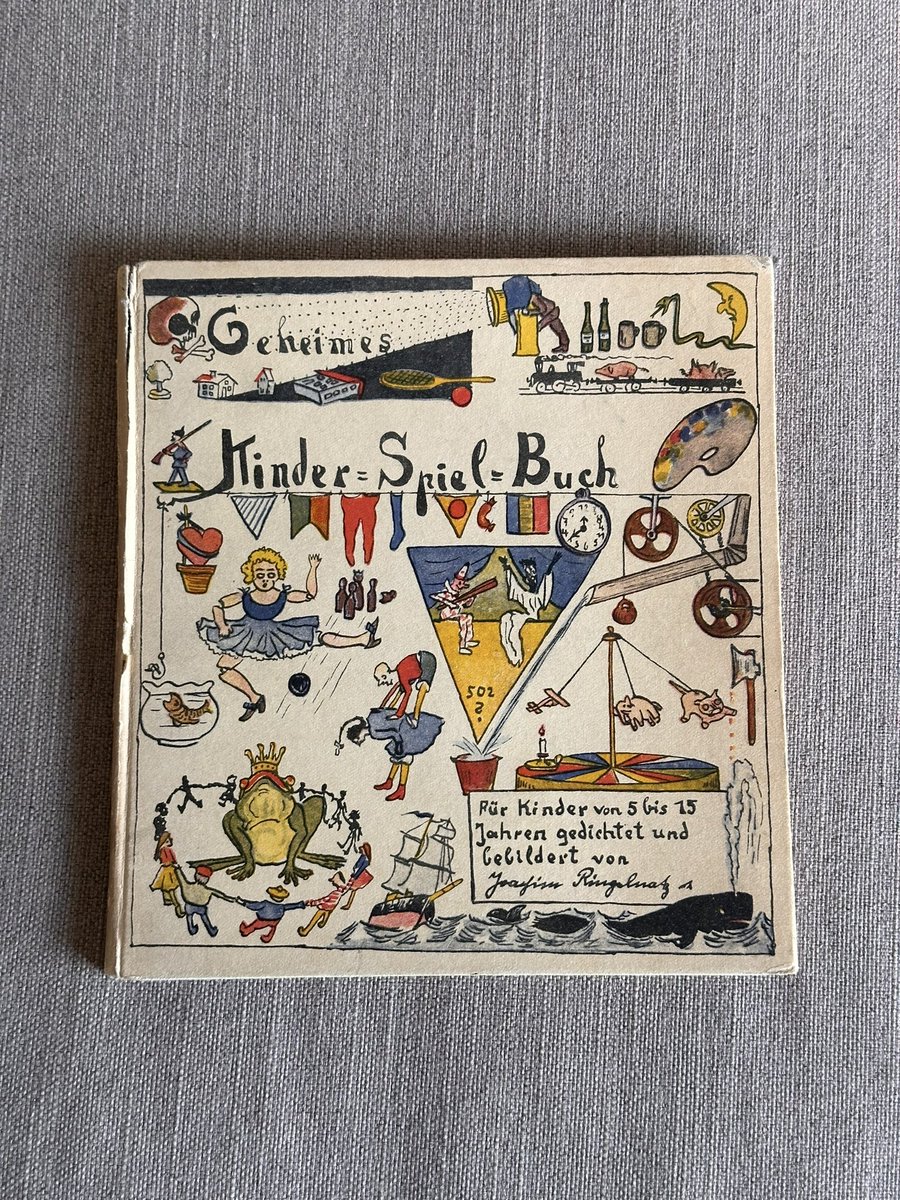 Geheimes
Kinder=Spiel=Buch
502
?
Für Kinder von 5 bis 15
Jahren gedichtet und
bebildert von
Joachim Ringelnatz